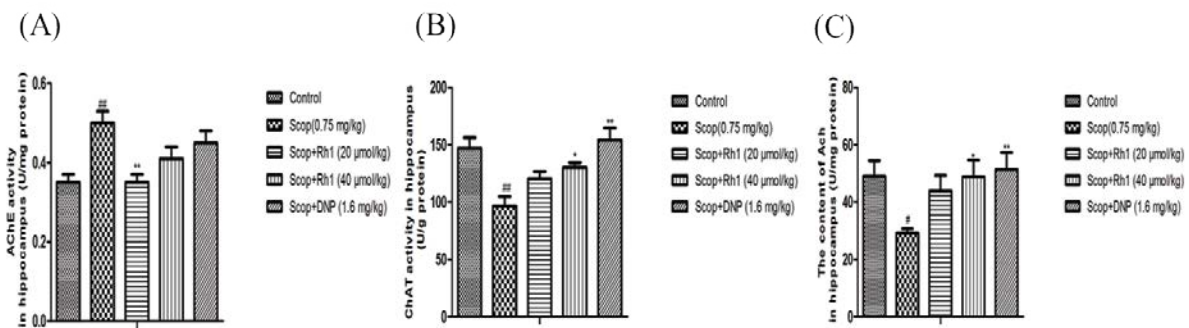 (A)
AChE activity
in hippocampus (U/mg protein)
0.6
0.4
0.2
0.0
##
**
Control
Scop(0.75 mg/kg)
Scop+Rh1 (20 μmol/kg)
Scop+Rh1 (40 μmol/kg)
Scop+DNP (1.6 mg/kg)
(B)
ChAT activity in hippocampus
(U/g protein)
200
150
100
50
0
##
*
**
Control
Scop(0.75 mg/kg)
Scop+Rh1 (20 μmol/kg)
Scop+Rh1 (40 μmol/kg)
Scop+DNP (1.6 mg/kg)
(C)
The content of Ach
in hippocampus (U/mg protein)
80
60
40
20
0
#
*
**
Control
Scop(0.75 mg/kg)
Scop+Rh1 (20 μmol/kg)
Scop+Rh1 (40 μmol/kg)
Scop+DNP (1.6 mg/kg)